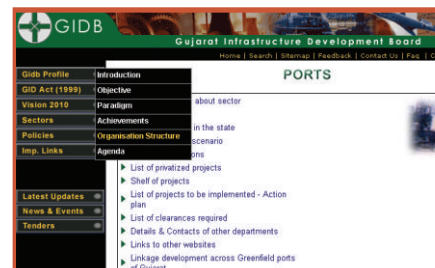 GIDB
Gujarat Infrastructure Development Board
Home | Search | Sitemap | Feedback | Contact Us | Faq | C
Gidb Profile
GID Act (1999)
Vision 2010
Sectors
Policies
Imp. Links
Latest Updates
News & Events
Tenders
Introduction
Objective
Paradigm
Achievements
Organisation Structure
Agenda
PORTS
about sector
in the state
scenario
ons
List of privatized projects
Shelf of projects
List of projects to be implemented - Action
plan
List of clearances required
Details & Contacts of other departments
Links to other websites
Linkage development across Greenfield ports
of Gujarat